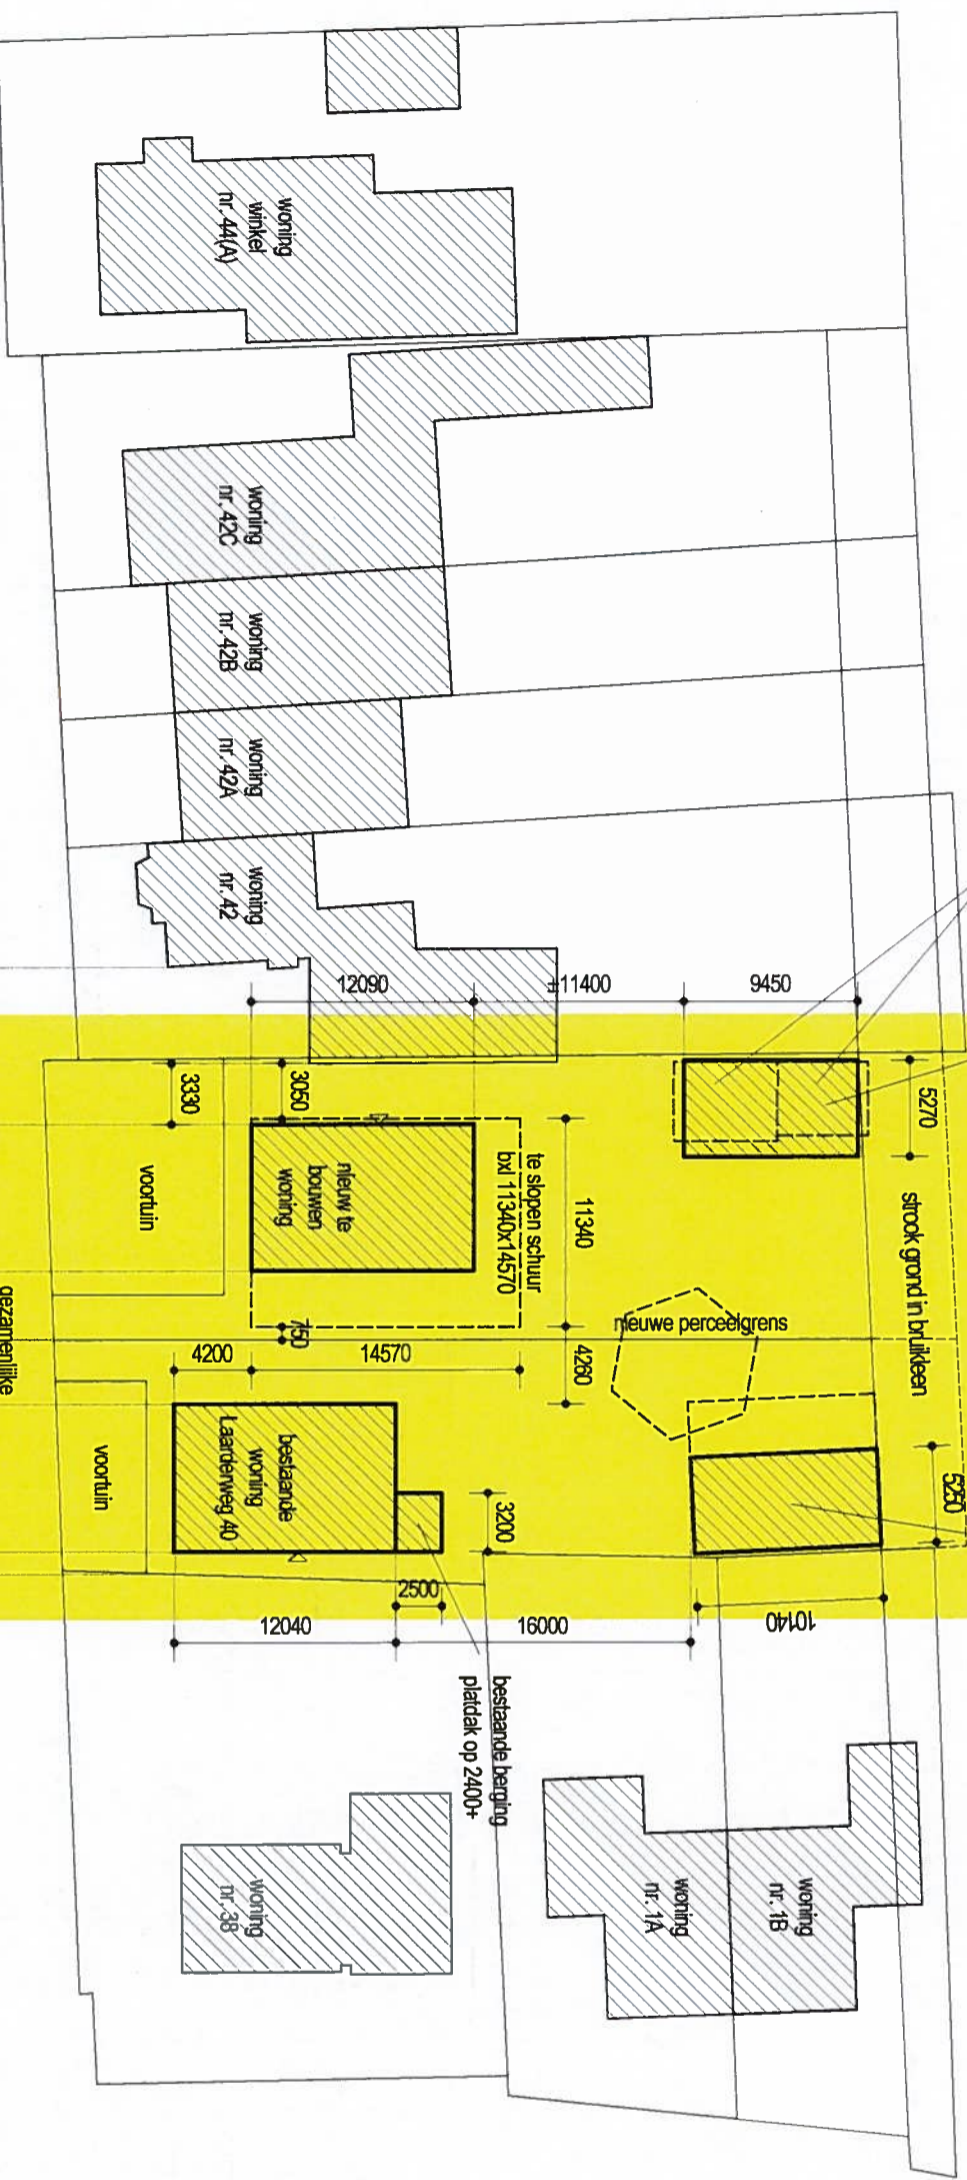 woning
winkel
nr. 44(A)
woning
nr. 42C
woning
nr. 42B
woning
nr. 42A
woning
nr. 42
12090
±11400
9450
3330
3050
5270
voortuin
nieuw te
bouwen
woning
te slopen schuur
bxl 11340x14570
11340
strook grond in bruikleen
750
nieuwe perceelgrens
4200
14570
4260
gezamenlijke
voortuin
bestaande
woning
Laarderweg 40
3200
5250
2500
12040
16000
10140
bestaande berging
platdak op 2400+
woning
nr. 38
woning
nr. 1A
woning
nr. 1B